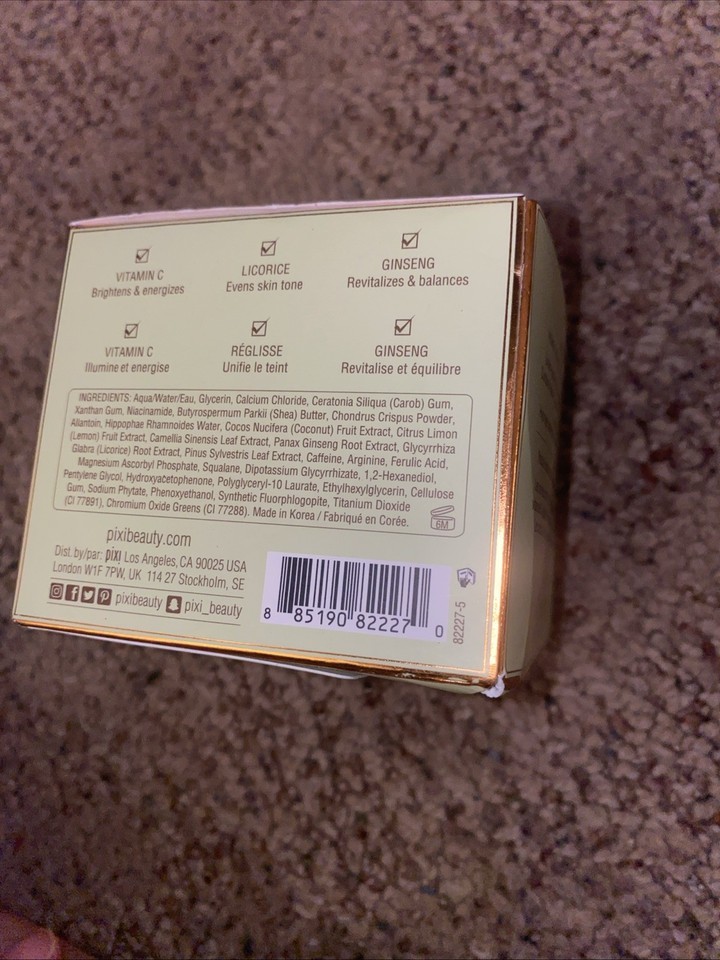 VITAMIN C
Brightens & energizes
LICORICE
Evens skin tone
GINSENG
Revitalizes & balances
VITAMIN C
Illumine et energise
RÉGLISSE
Unifie le teint
GINSENG
Revitalise et équilibre
INGREDIENTS: Aqua/Water/Eau, Glycerin, Calcium Chloride, Ceratonia Siliqua (Carob) Gum,
Xanthan Gum, Niacinamide, Butyrospermum Parkii (Shea) Butter, Chondrus Crispus Powder,
Allantoin, Hippophae Rhamnoides Water, Cocos Nucifera (Coconut) Fruit Extract, Citrus Limon
(Lemon) Fruit Extract, Camellia Sinensis Leaf Extract, Panax Ginseng Root Extract, Glycyrrhiza
Glabra (Licorice) Root Extract, Pinus Sylvestris Leaf Extract, Caffeine, Arginine, Ferulic Acid,
Magnesium Ascorbyl Phosphate, Squalane, Dipotassium Glycyrrhizate, 1,2-Hexanediol,
Pentylene Glycol, Hydroxyacetophenone, Polyglyceryl-10 Laurate, Ethylhexylglycerin, Cellulose
Gum, Sodium Phytate, Phenoxyethanol, Synthetic Fluorphlogopite, Titanium Dioxide
(CI 77891), Chromium Oxide Greens (CI 77288). Made in Korea / Fabriqué en Corée.
6M
pixibeauty.com
Dist. by/par: pixi Los Angeles, CA 90025 USA
London W1F 7PW, UK 114 27 Stockholm, SE
pixibeauty pixi_beauty
8 85190 82227 0
82227-5